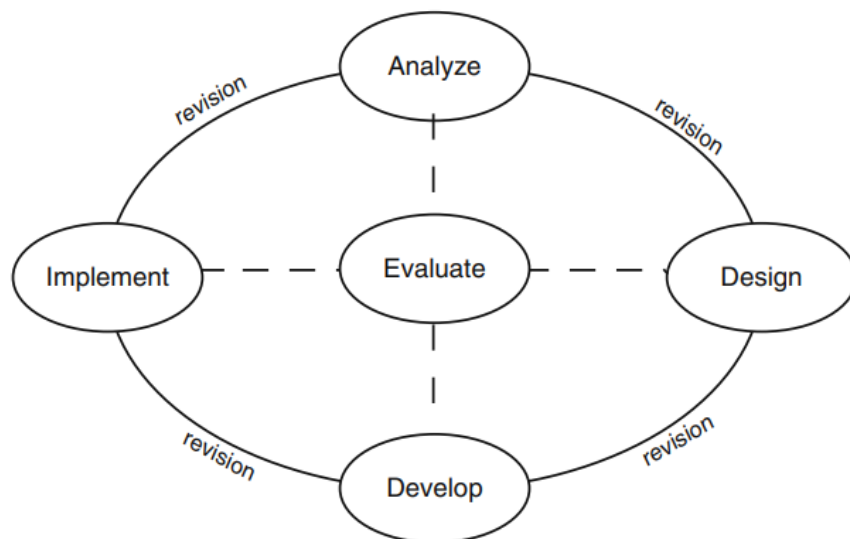 Analyze
revision
revision
Implement
Evaluate
Design
revision
revision
Develop